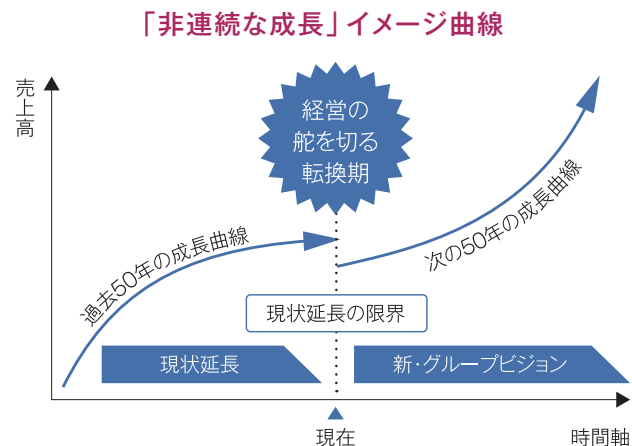 「非連続な成長」イメージ曲線
売上高
経営の
舵を切る
転換期
過去50年の成長曲線
次の50年の成長曲線
現状延長の限界
現状延長
新・グループビジョン
現在
時間軸